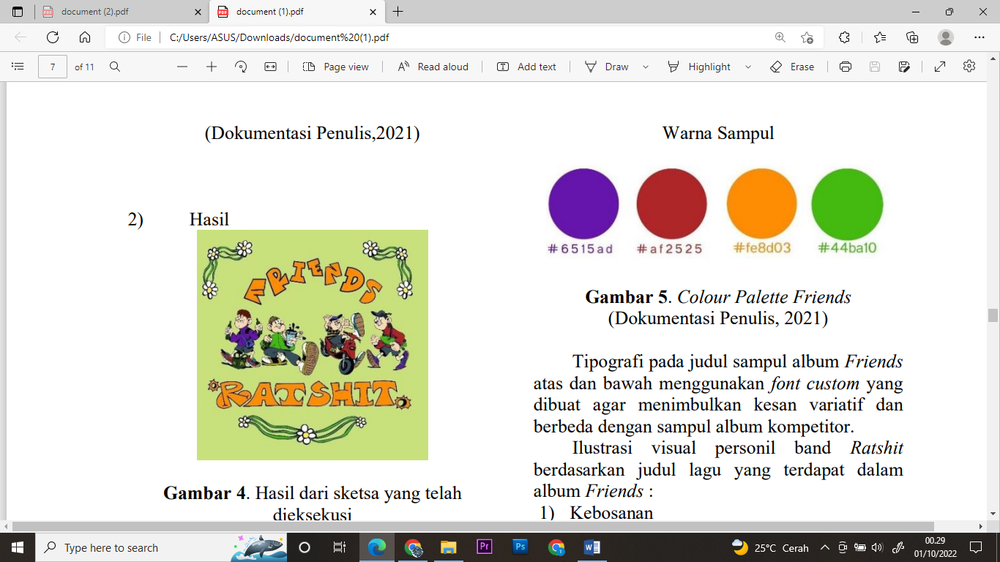 document (2).pdf
document (1).pdf
File
C:/Users/ASUS/Downloads/document%20(1).pdf
7
of 11
Page view
Read aloud
Add text
Draw
Highlight
Erase
(Dokumentasi Penulis,2021)
2) Hasil
FRIENDS
RATSHIT
Gambar 4. Hasil dari sketsa yang telah
dieksekusi
Warna Sampul
#6515ad
#af2525
#fe8d03
#44ba10
Gambar 5. Colour Palette Friends
(Dokumentasi Penulis, 2021)
Tipografi pada judul sampul album Friends
atas dan bawah menggunakan font custom yang
dibuat agar menimbulkan kesan variatif dan
berbeda dengan sampul album kompetitor.
Ilustrasi visual personil band Ratshit
berdasarkan judul lagu yang terdapat dalam
album Friends :
1) Kebosanan
Type here to search
Pr
Ps
25°C Cerah
00.29
01/10/2022